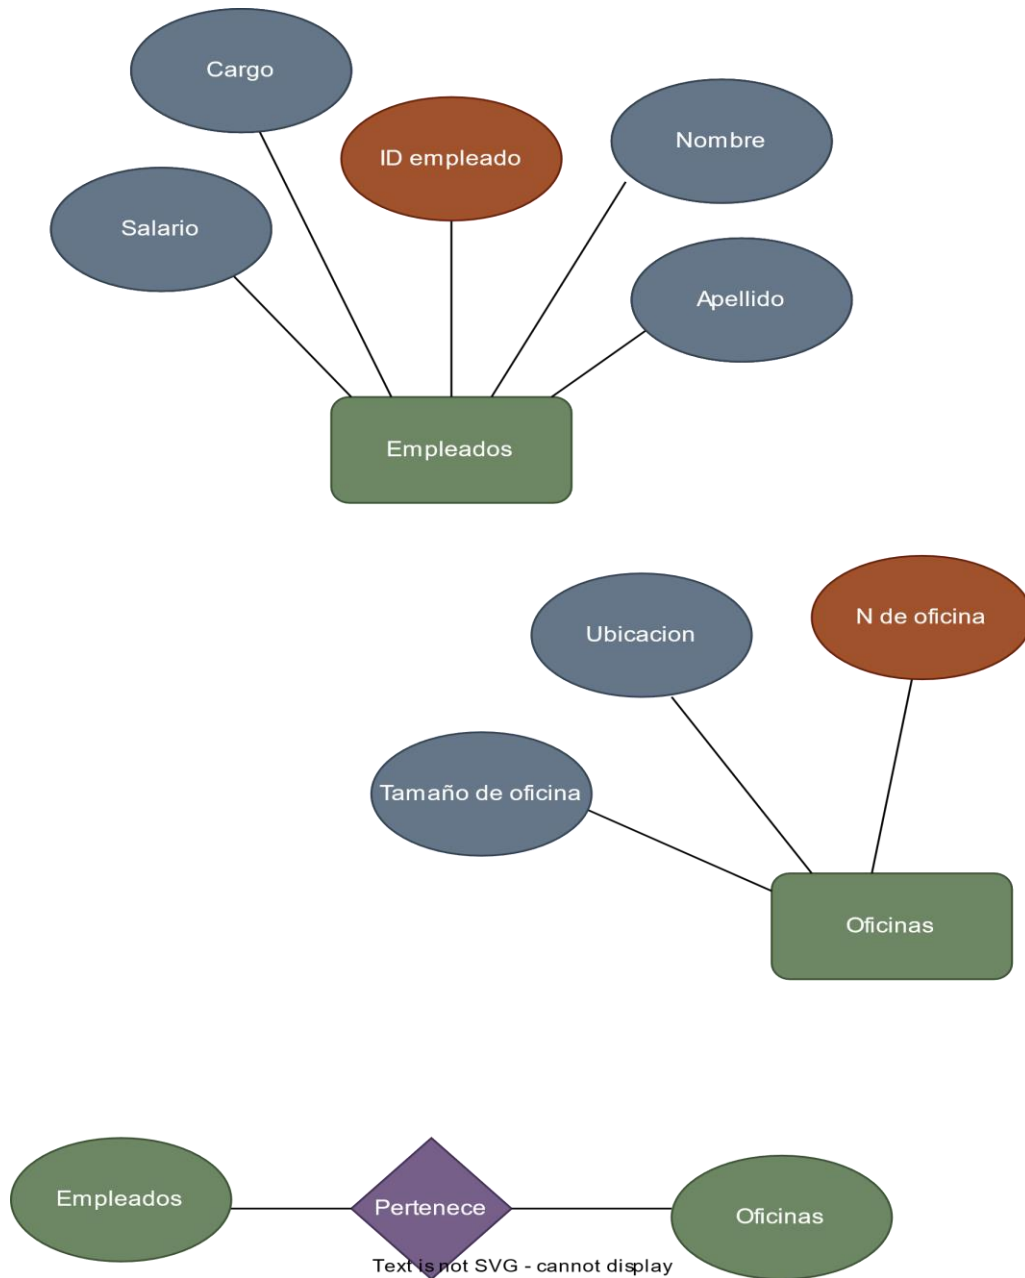 Cargo
ID empleado
Nombre
Salario
Apellido
Empleados
Ubicacion
N de oficina
Tamaño de oficina
Oficinas
Empleados
Pertenece
Oficinas
Text is not SVG - cannot display